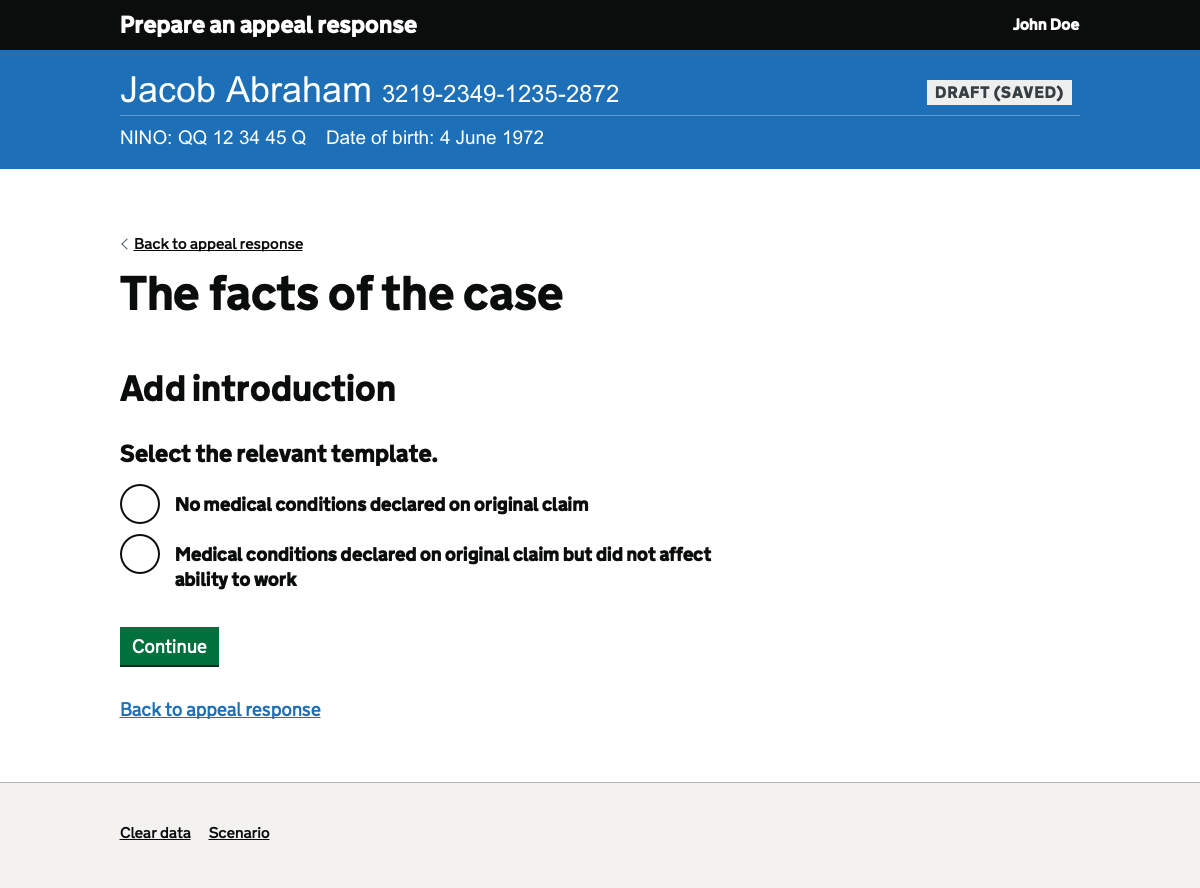 Prepare an appeal response John Doe
Jacob Abraham 3219-2349-1235-2872 DRAFT (SAVED)
NINO: QQ 12 34 45 Q Date of birth: 4 June 1972
Back to appeal response
The facts of the case
Add introduction
Select the relevant template.
No medical conditions declared on original claim
Medical conditions declared on original claim but did not affect
ability to work
Continue
Back to appeal response
Clear data Scenario